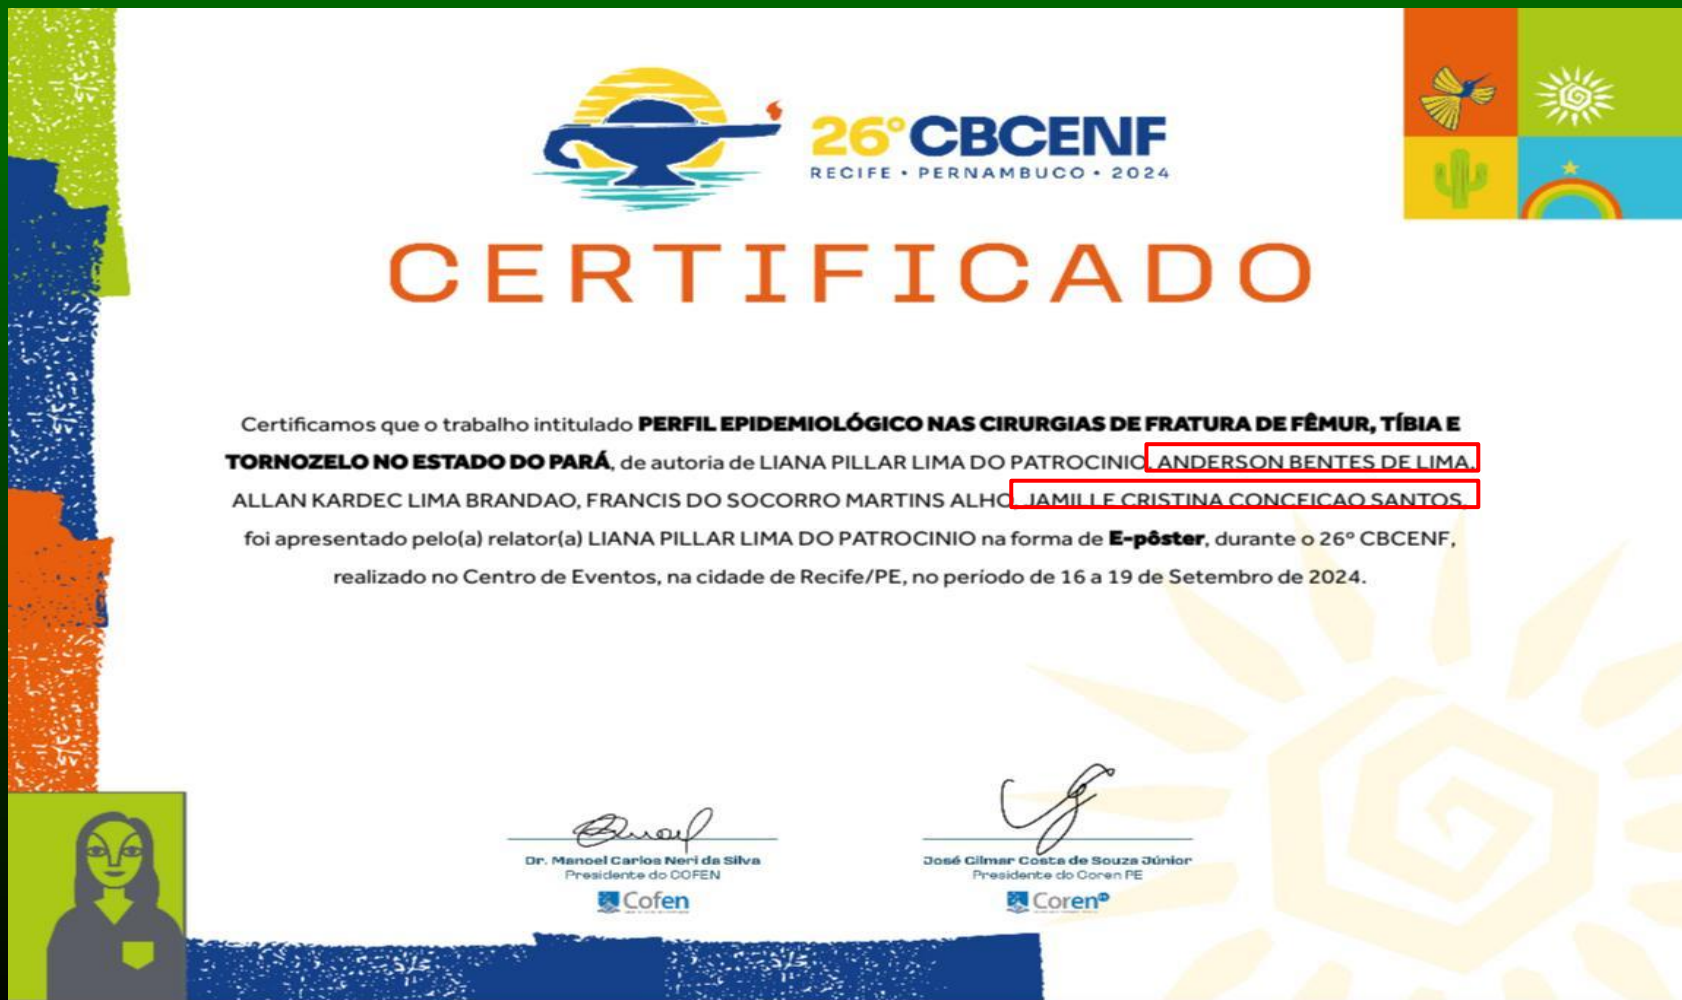 26º CBCENF
RECIFE • PERNAMBUCO • 2024
CERTIFICADO
Certificamos que o trabalho intitulado PERFIL EPIDEMIOLÓGICO NAS CIRURGIAS DE FRATURA DE FÊMUR, TÍBIA E
TORNOZELO NO ESTADO DO PARÁ, de autoria de LIANA PILLAR LIMA DO PATROCINIO, ANDERSON BENTES DE LIMA,
ALLAN KARDEC LIMA BRANDAO, FRANCIS DO SOCORRO MARTINS ALHO, JAMILLE CRISTINA CONCEICAO SANTOS,
foi apresentado pelo(a) relator(a) LIANA PILLAR LIMA DO PATROCINIO na forma de E-pôster, durante o 26º CBCENF,
realizado no Centro de Eventos, na cidade de Recife/PE, no período de 16 a 19 de Setembro de 2024.
Dr. Manoel Carlos Neri da Silva
Presidente do COFEN
Cofen
José Gilmar Costa de Souza Júnior
Presidente do Coren PE
Coren